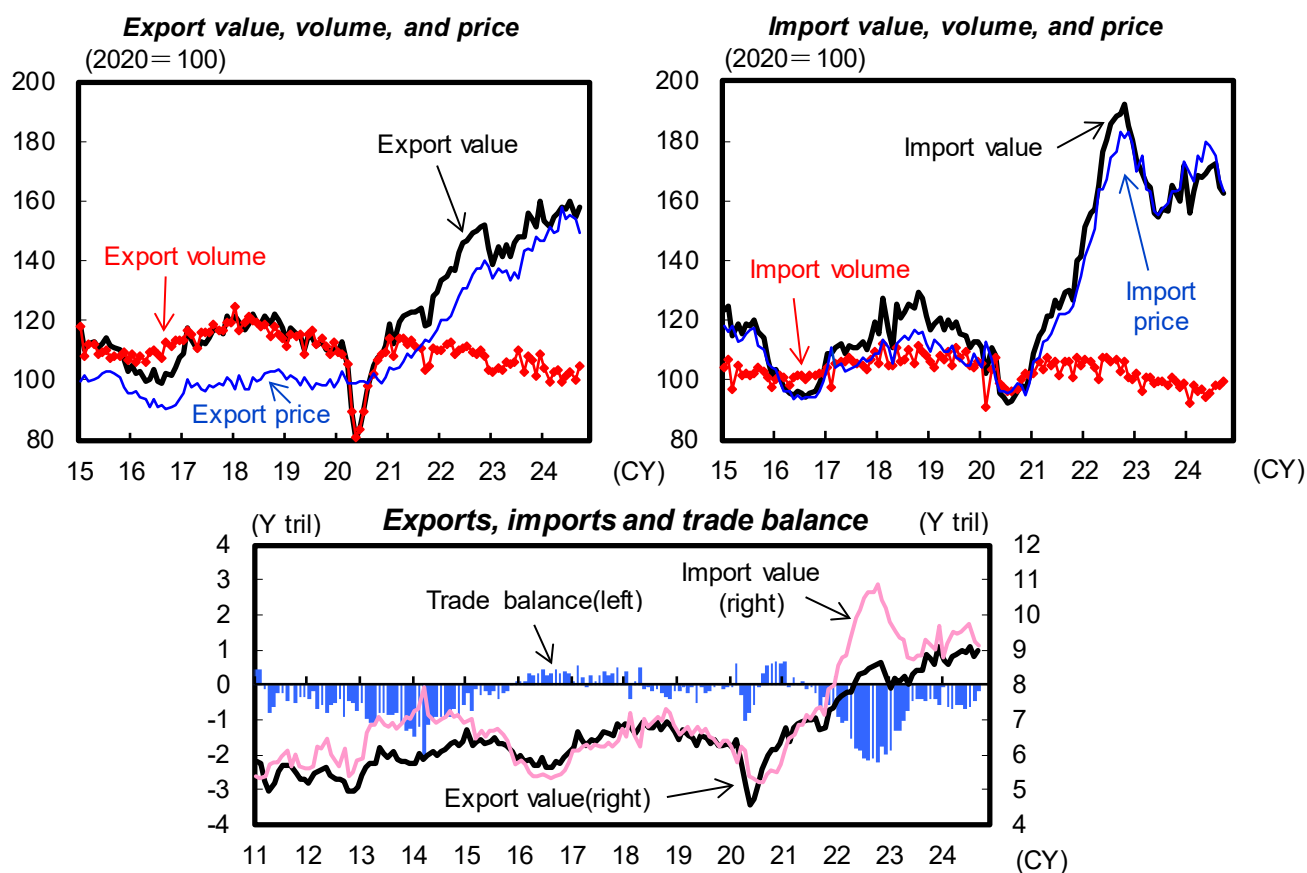 Export value, volume, and price
(2020＝100)
200
180
160
140
120
100
80
Export value
Export volume
Export price
15 16 17 18 19 20 21 22 23 24 (CY)
Import value, volume, and price
(2020＝100)
200
180
160
140
120
100
80
Import value
Import volume
Import
price
15 16 17 18 19 20 21 22 23 24 (CY)
(Y tril) Exports, imports and trade balance (Y tril)
4 12
3 11
2 10
1 9
0 8
-1 7
-2 6
-3 5
-4 4
Trade balance(left)
Import value
(right)
Export value(right)
11 12 13 14 15 16 17 18 19 20 21 22 23 24 (CY)